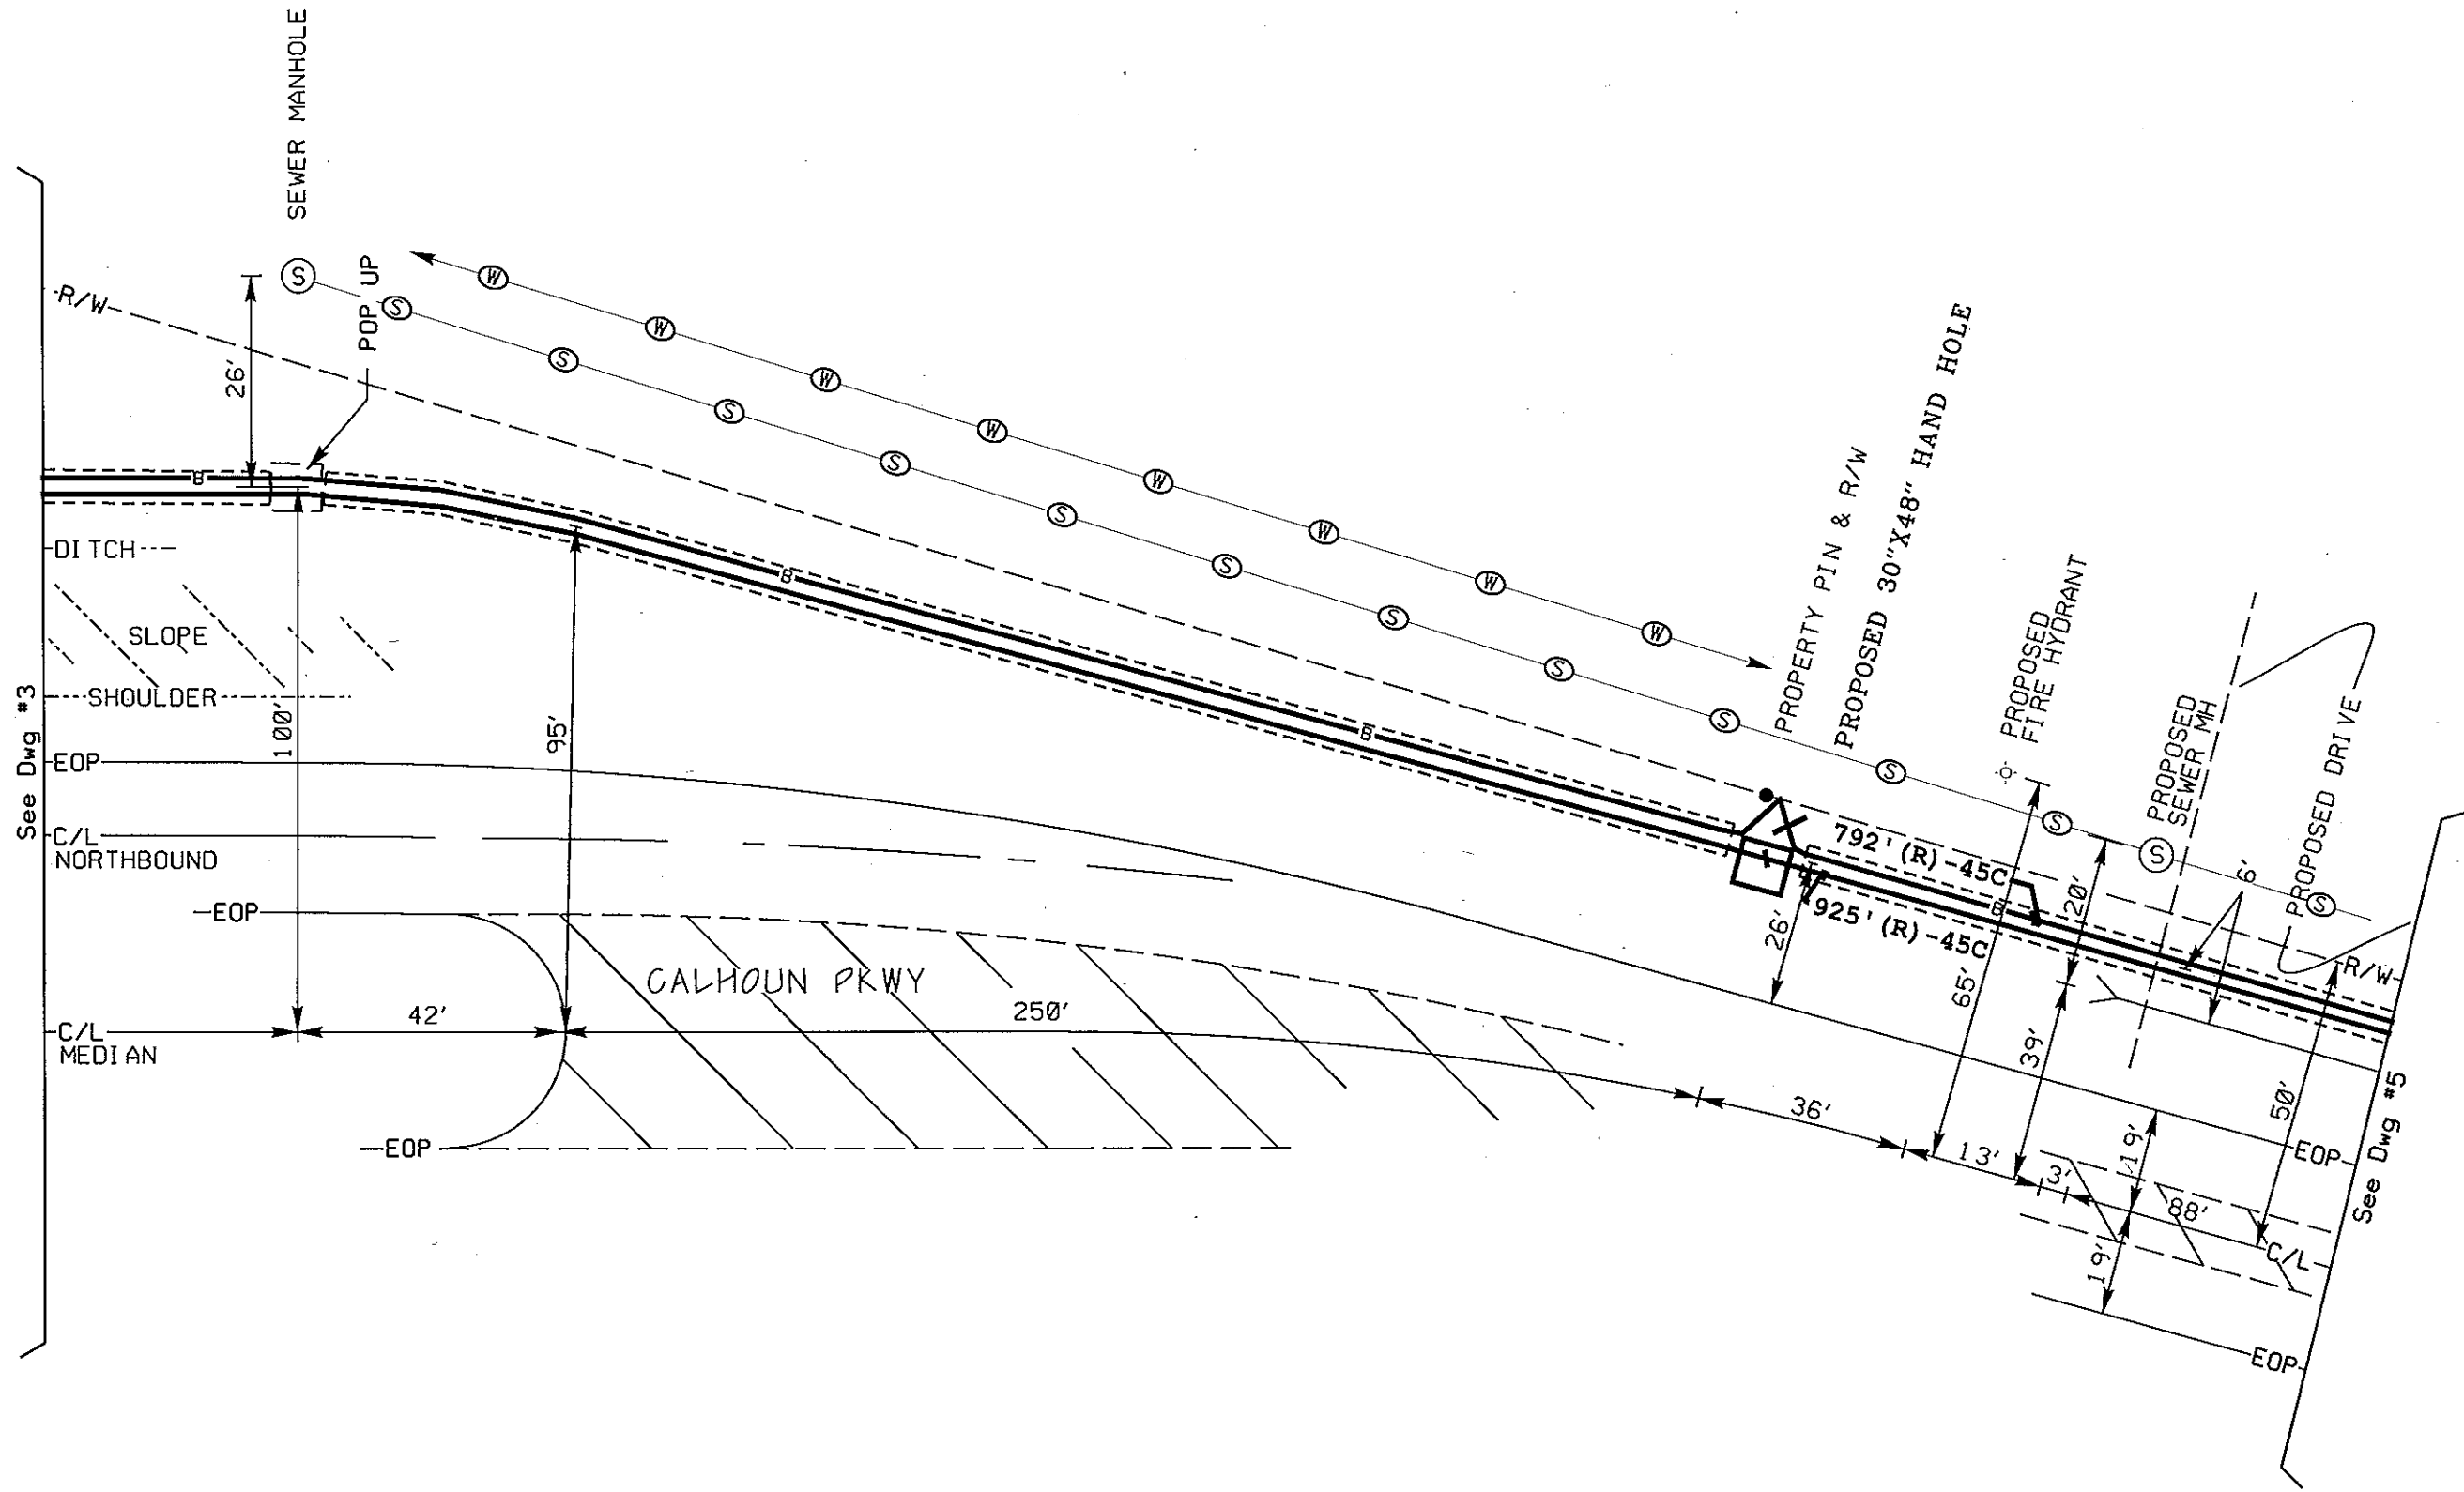 SEWER MANHOLE
S
POP UP
R/W
26'
S
S
S
S
S
S
S
S
S
S
S
S
S
S
W
W
W
W
W
W
W
W
B
B
B
B
DITCH
SLOPE
SHOULDER
See Dwg #3
100'
95'
EOP
C/L
NORTHBOUND
EOP
CALHOUN PKWY
C/L
MEDIAN
42'
250'
EOP
PROPERTY PIN & R/W
PROPOSED 30"X48" HAND HOLE
PROPOSED
FIRE HYDRANT
PROPOSED
SEWER MH
PROPOSED DRIVE
792'(R)-45C
925'(R)-45C
26'
65'
20'
39'
6'
R/W
36'
13'
3'
88'
19'
19'
50'
EOP
C/L
EOP
See Dwg #5